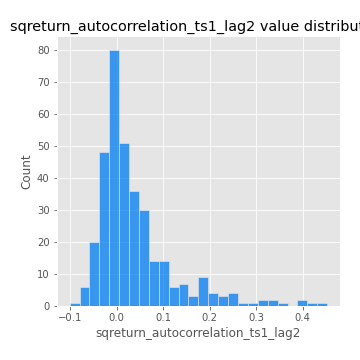 sqreturn_autocorrelation_ts1_lag2 value distribut
80
70
60
50
40
30
20
10
0
Count
−0.1 0.0 0.1 0.2 0.3 0.4
sqreturn_autocorrelation_ts1_lag2